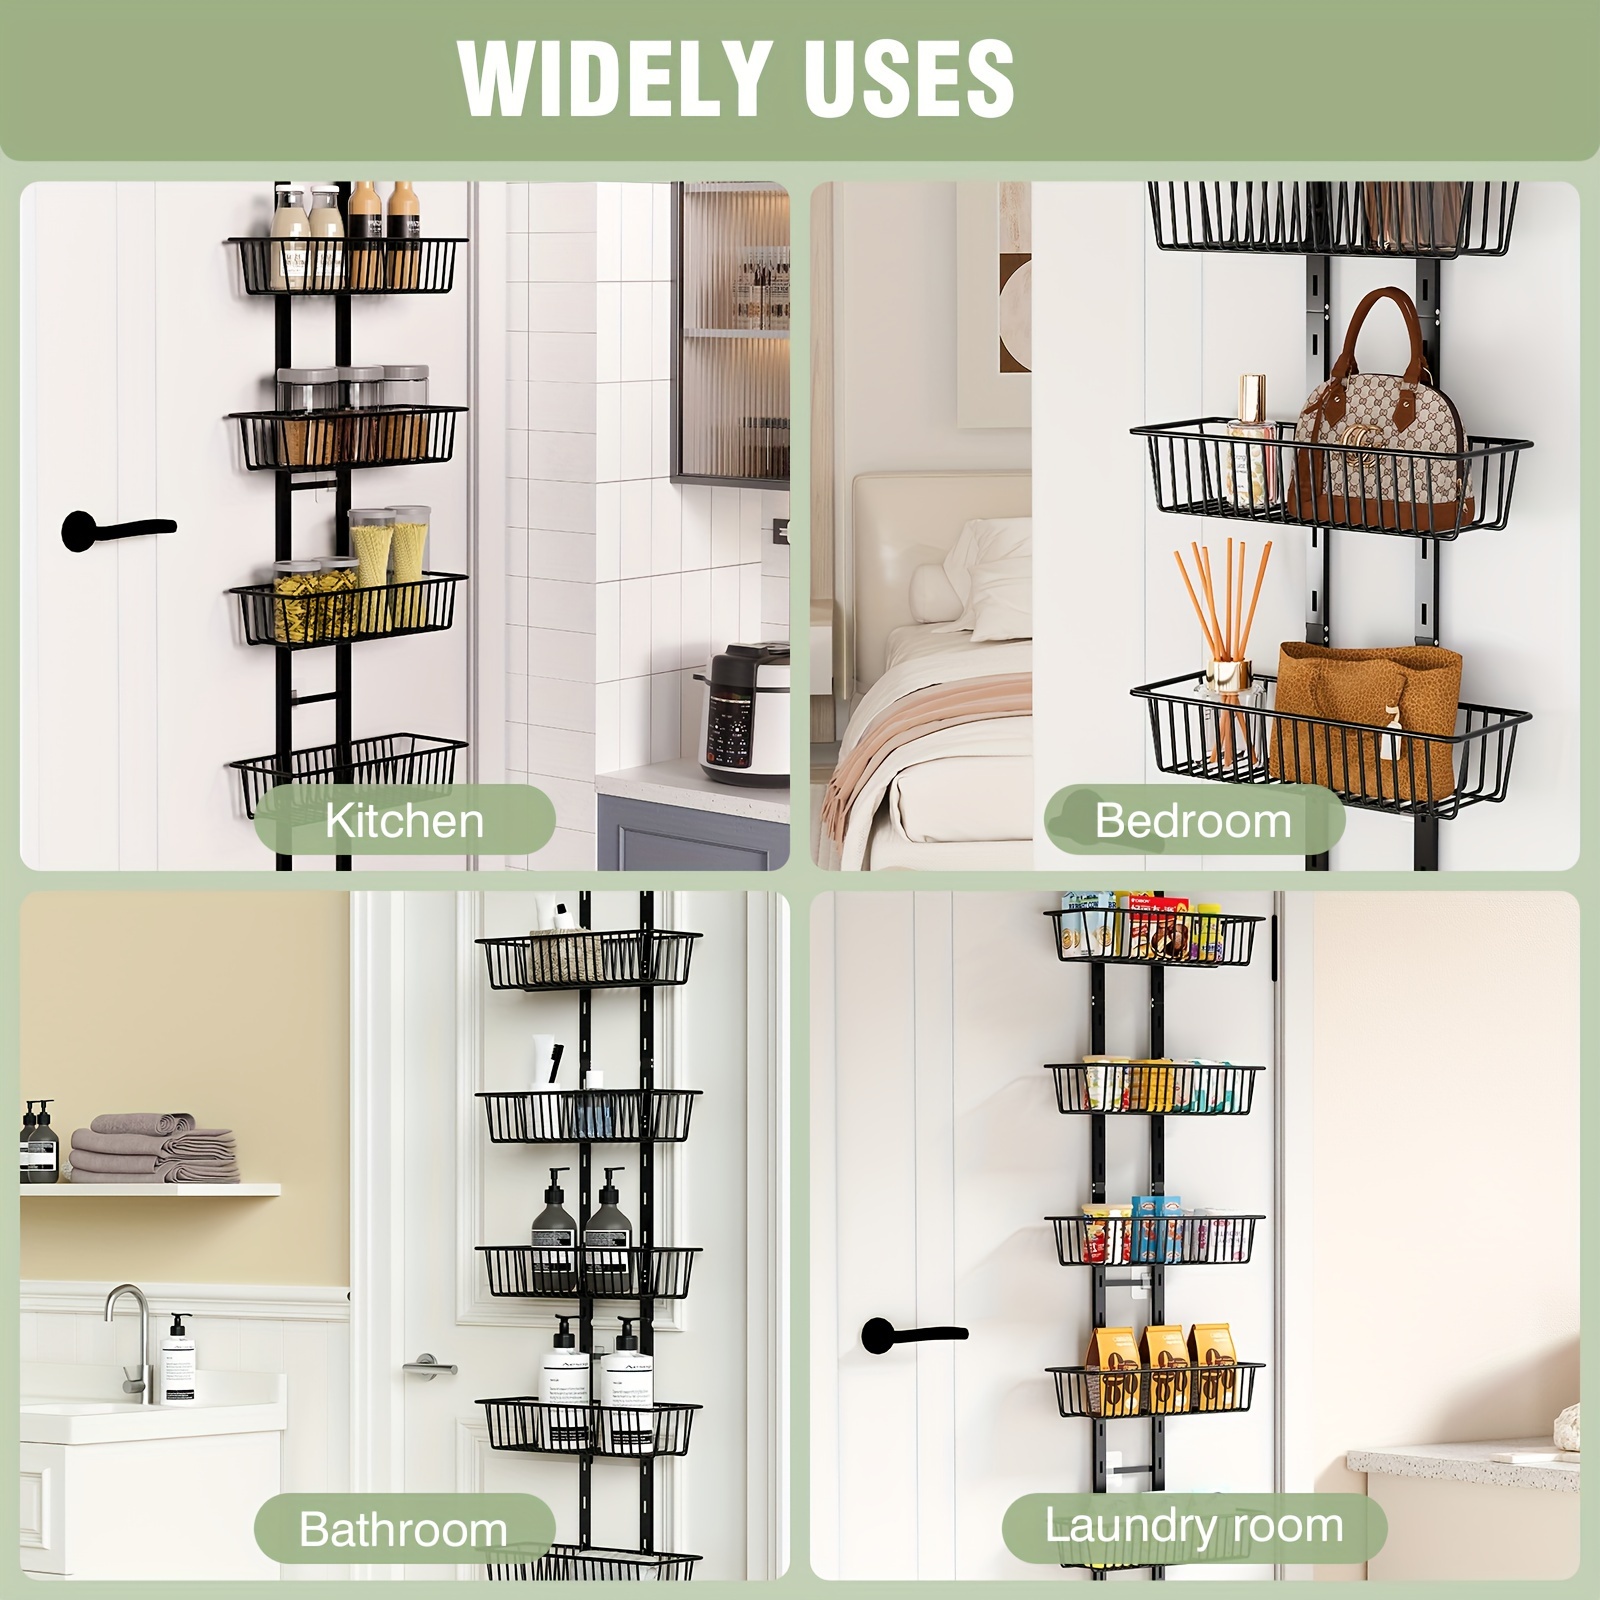 WIDELY USES
Kitchen
Bedroom
Bathroom
Laundry room